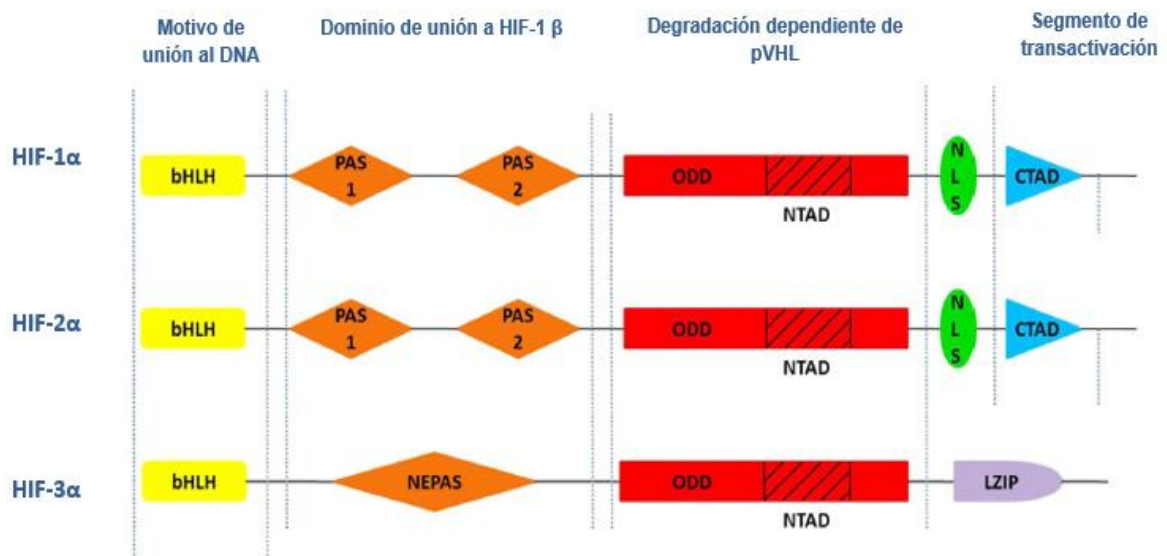 Motivo de
unión al DNA
Dominio de unión a HIF-1 β
Degradación dependiente de
pVHL
Segmento de
transactivación
HIF-1α
bHLH
PAS
1
PAS
2
ODD
NTAD
N
L
S
CTAD
HIF-2α
bHLH
PAS
1
PAS
2
ODD
NTAD
N
L
S
CTAD
HIF-3α
bHLH
NEPAS
ODD
NTAD
LZIP